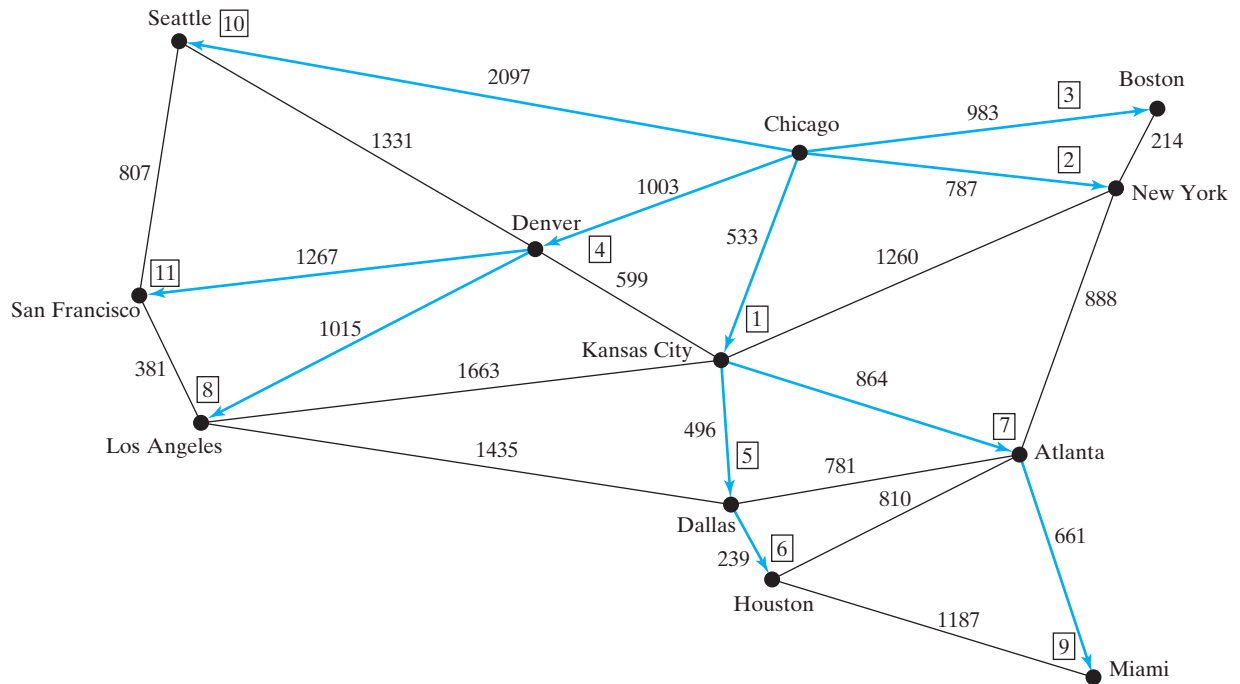 Seattle 10
2097
Boston
3
983
Chicago
214
1331
2
807
1003
787
New York
Denver
533
4
1267
1260
599
11
888
San Francisco
1
1015
Kansas City
381
1663
864
8
7
496
Los Angeles
1435
5
781
Atlanta
810
Dallas
661
6
239
Houston
1187
9
Miami